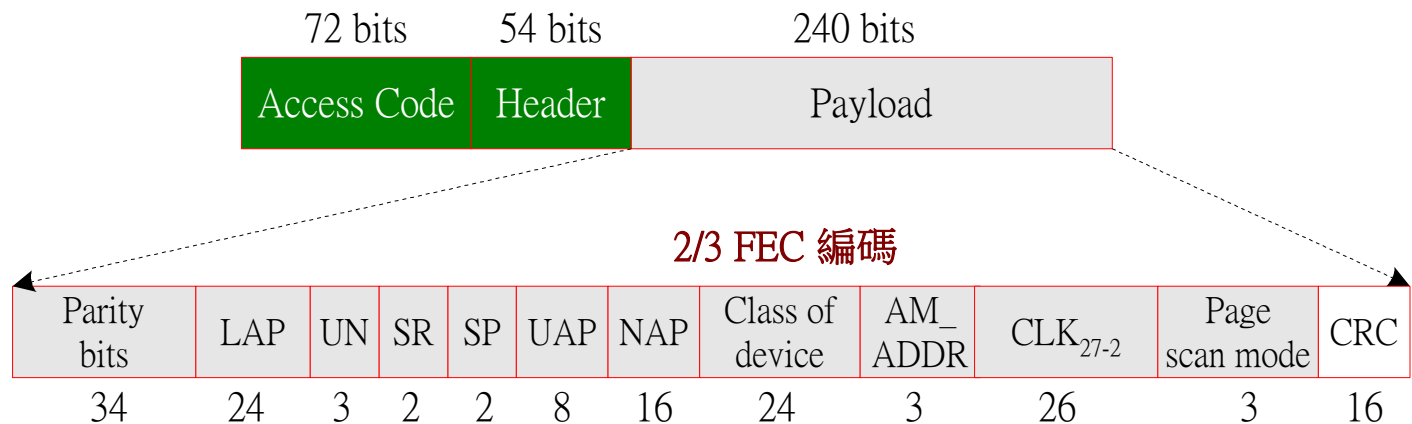 72 bits 54 bits 240 bits
Access Code Header Payload
2/3 FEC 編碼
Parity bits LAP UN SR SP UAP NAP Class of device AM_ADDR CLK27-2 Page scan mode CRC
34 24 3 2 2 8 16 24 3 26 3 16